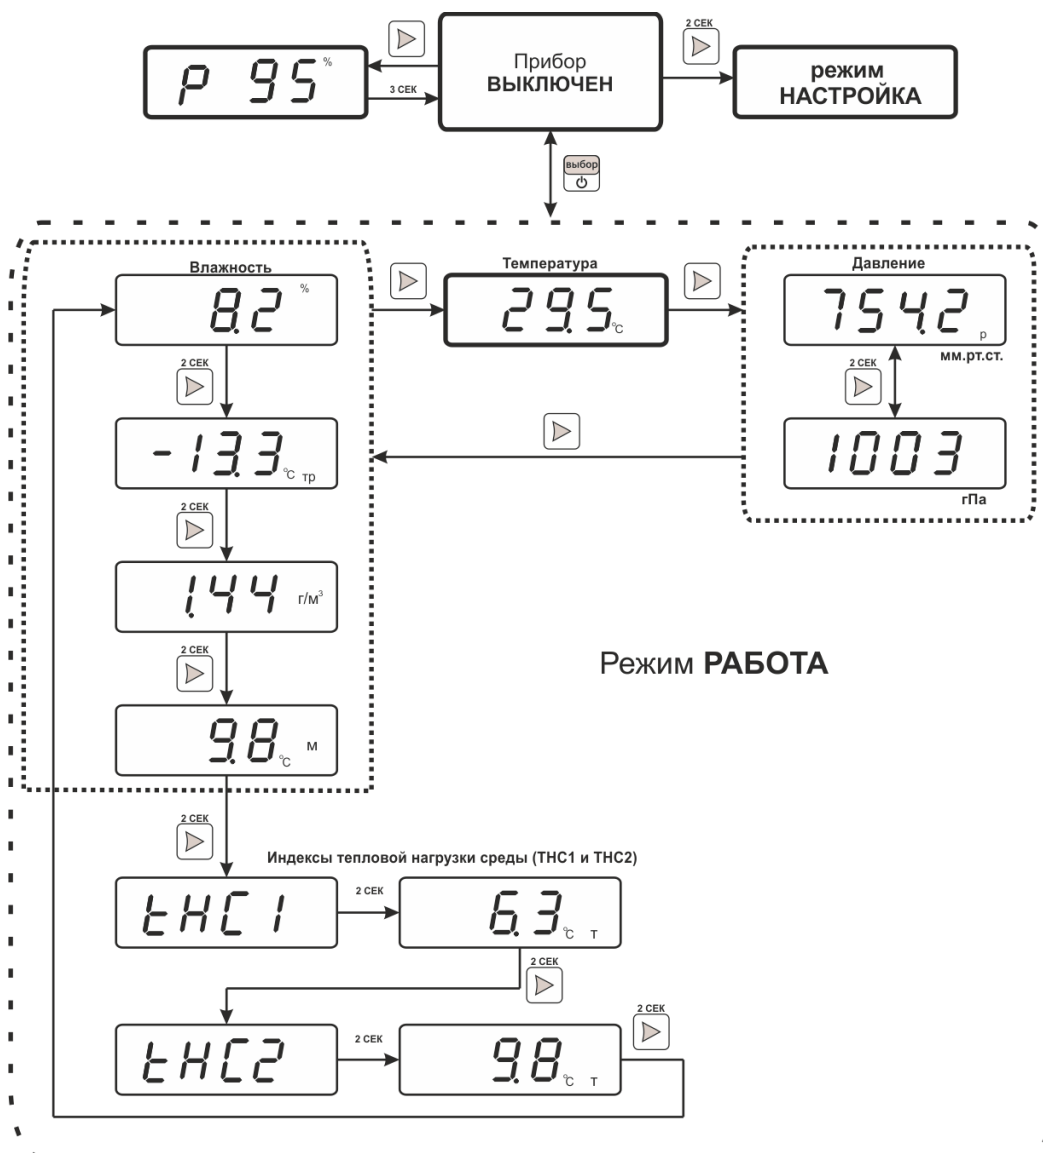 2 СЕК
P 95 %
3 СЕК
Прибор
ВЫКЛЮЧЕН
режим
НАСТРОЙКА
выбор
Влажность
8.2 %
Температура
29.5 °С
Давление
754.2 р
мм.рт.ст.
2 СЕК
2 СЕК
-13.3 °С тр
1003
гПа
2 СЕК
1.44 г/м³
2 СЕК
Режим РАБОТА
9.8 °С м
2 СЕК
Индексы тепловой нагрузки среды (ТНС1 и ТНС2)
tHC1
2 СЕК
6.3 °С т
2 СЕК
2 СЕК
tHC2
2 СЕК
9.8 °С т